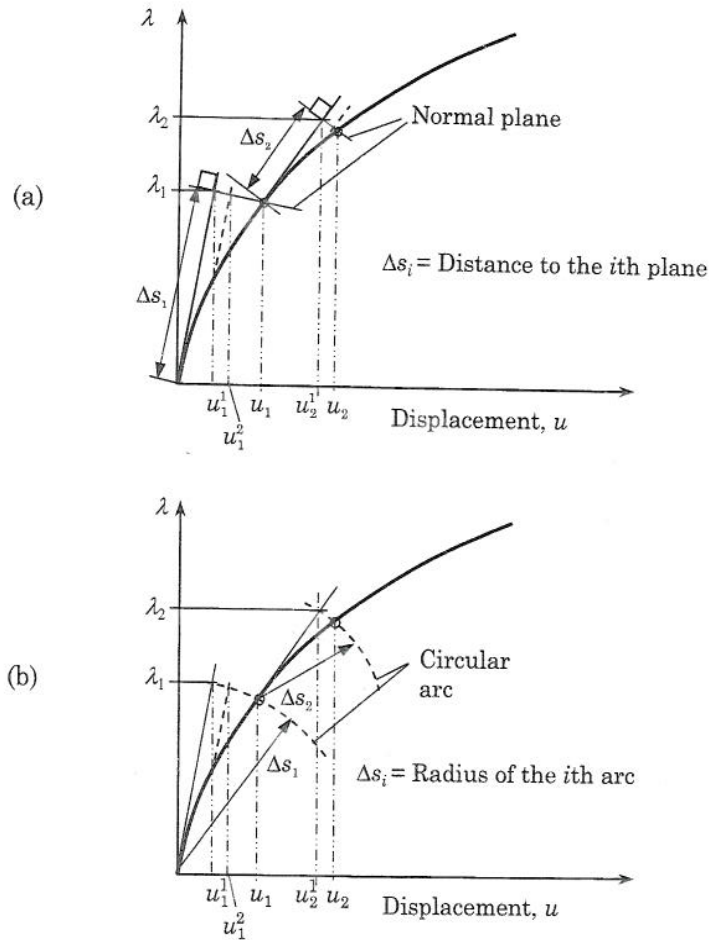 λ
λ₂
Δs₂
Normal plane
(a)
λ₁
Δsᵢ = Distance to the ith plane
Δs₁
u₁¹ u₁ u₂¹ u₂
u₁²
Displacement, u
λ
λ₂
Circular
arc
(b)
λ₁
Δs₂
Δs₁
Δsᵢ = Radius of the ith arc
u₁¹ u₁ u₂¹ u₂
u₁²
Displacement, u